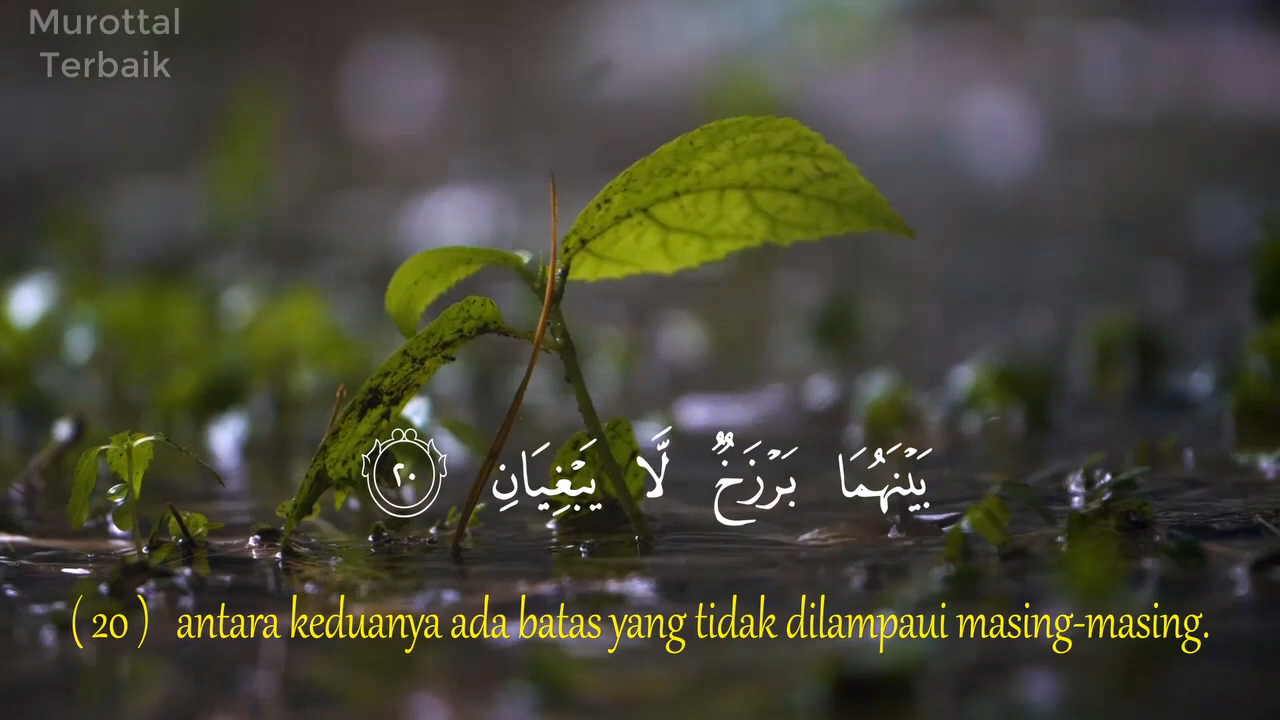 Murottal
Terbaik
بَيْنَهُمَا بَرْزَخٌ لَّا يَبْغِيَانِ ٢٠
( 20 ) antara keduanya ada batas yang tidak dilampaui masing-masing.